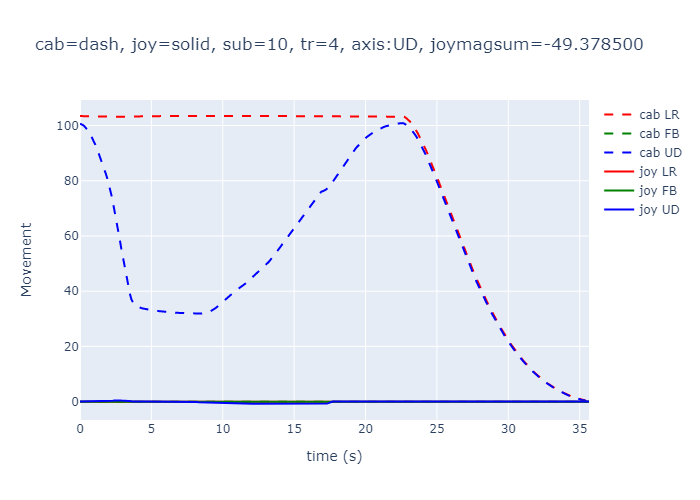 cab=dash, joy=solid, sub=10, tr=4, axis:UD, joymagsum=-49.378500
cab LR
cab FB
cab UD
joy LR
joy FB
joy UD
Movement
100
80
60
40
20
0
0 5 10 15 20 25 30 35
time (s)